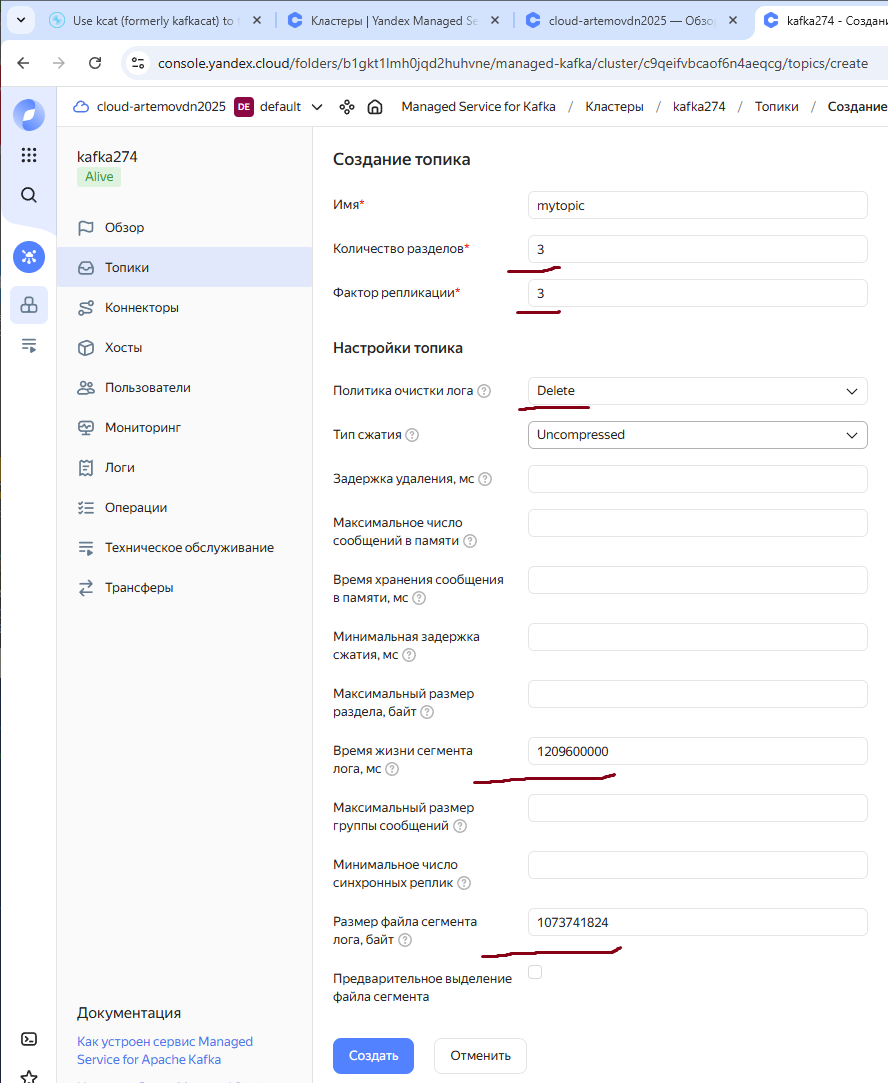 Use kcat (formerly kafkacat) to
Кластеры | Yandex Managed Se
cloud-artemovdn2025 — Обзо
kafka274 - Создани
console.yandex.cloud/folders/b1gkt1lmh0jqd2huhvne/managed-kafka/cluster/c9qeifvbcaof6n4aeqcg/topics/create
cloud-artemovdn2025 DE default Managed Service for Kafka / Кластеры / kafka274 / Топики / Создание
kafka274
Alive
Обзор
Топики
Коннекторы
Хосты
Пользователи
Мониторинг
Логи
Операции
Техническое обслуживание
Трансферы
Документация
Как устроен сервис Managed
Service for Apache Kafka
Создание топика
Имя* mytopic
Количество разделов* 3
Фактор репликации* 3
Настройки топика
Политика очистки лога ? Delete
Тип сжатия ? Uncompressed
Задержка удаления, мс ?
Максимальное число
сообщений в памяти ?
Время хранения сообщения
в памяти, мс ?
Минимальная задержка
сжатия, мс ?
Максимальный размер
раздела, байт ?
Время жизни сегмента
лога, мс ? 1209600000
Максимальный размер
группы сообщений ?
Минимальное число
синхронных реплик ?
Размер файла сегмента
лога, байт ? 1073741824
Предварительное выделение
файла сегмента
Создать Отменить